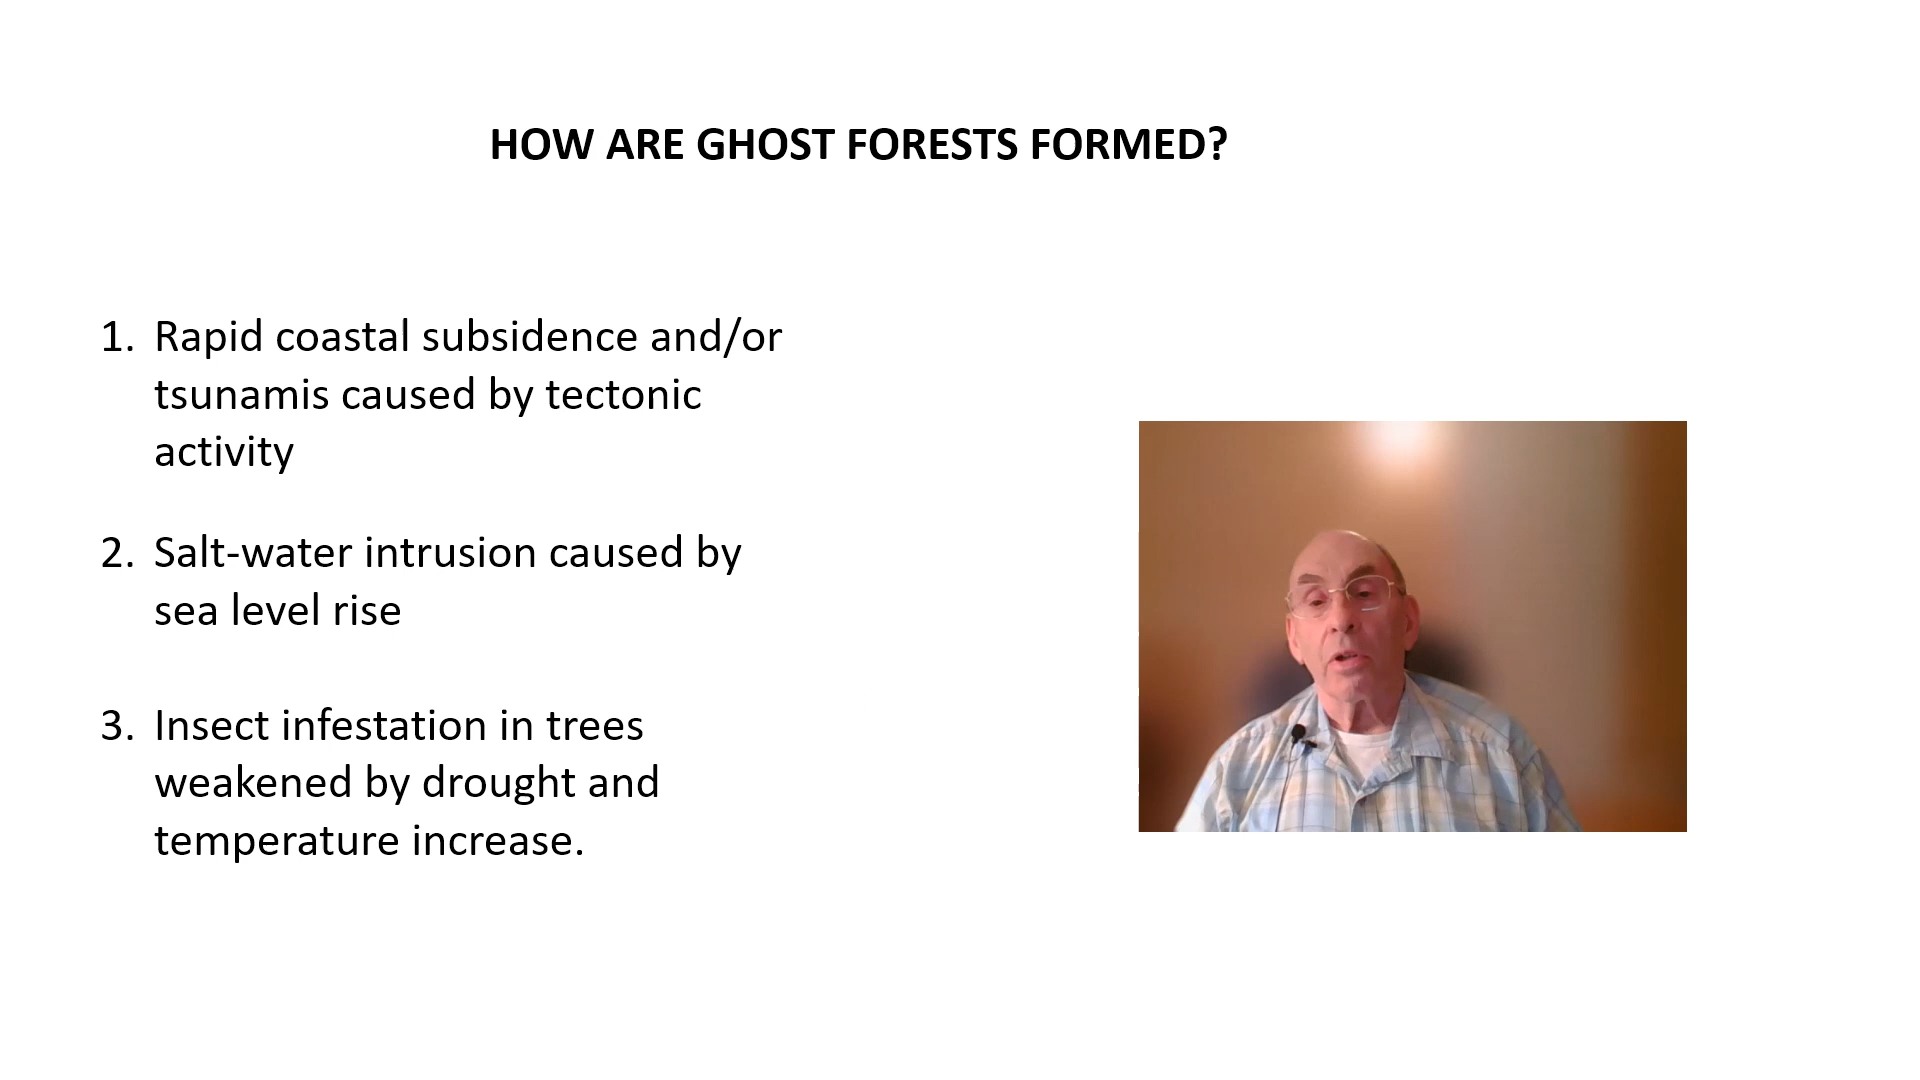 HOW ARE GHOST FORESTS FORMED?
1. Rapid coastal subsidence and/or
tsunamis caused by tectonic
activity
2. Salt-water intrusion caused by
sea level rise
3. Insect infestation in trees
weakened by drought and
temperature increase.